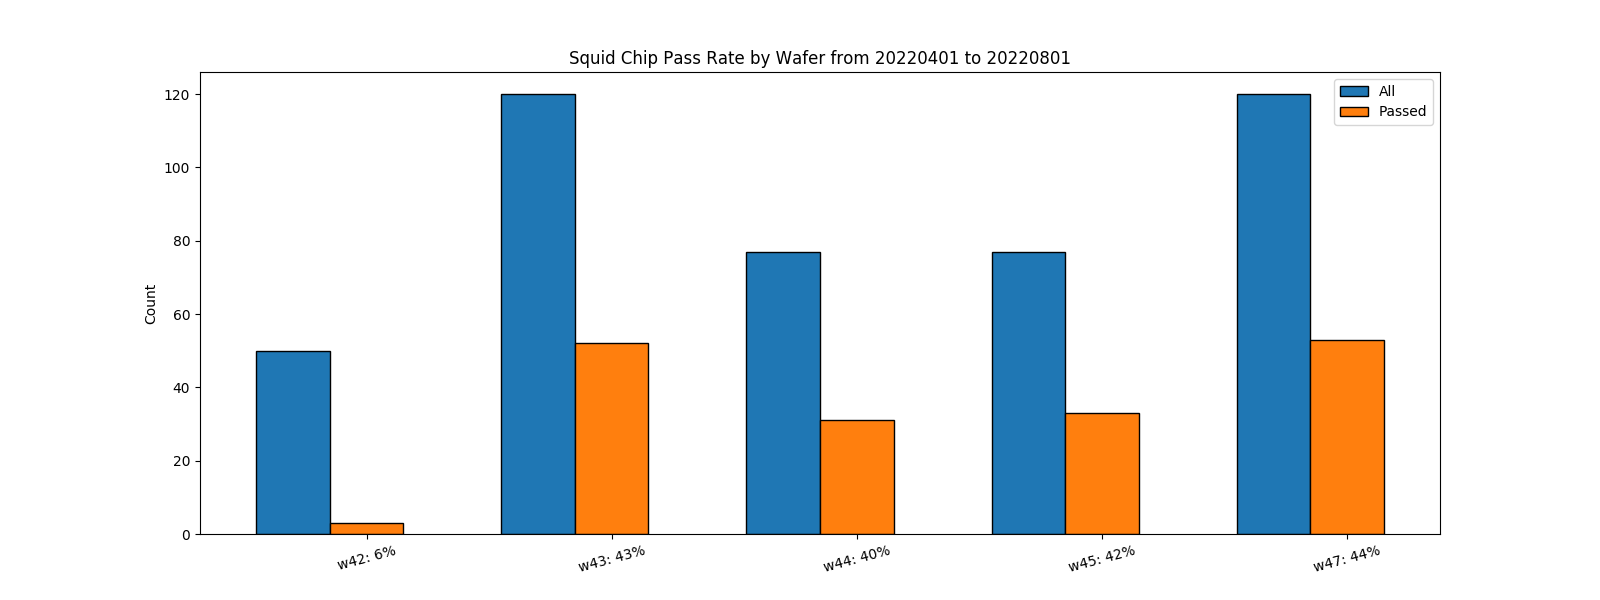 Squid Chip Pass Rate by Wafer from 20220401 to 20220801
All
Passed
120
100
80
60
40
20
0
Count
w42: 6%
w43: 43%
w44: 40%
w45: 42%
w47: 44%